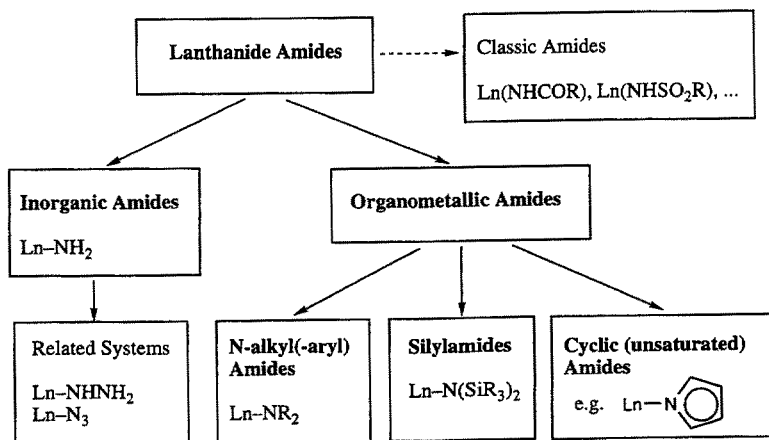 Lanthanide Amides
Classic Amides
Ln(NHCOR), Ln(NHSO₂R), ...
Inorganic Amides
Ln–NH₂
Organometallic Amides
Related Systems
Ln–NHNH₂
Ln–N₃
N-alkyl(-aryl)
Amides
Ln–NR₂
Silylamides
Ln–N(SiR₃)₂
Cyclic (unsaturated)
Amides
e.g. Ln–N